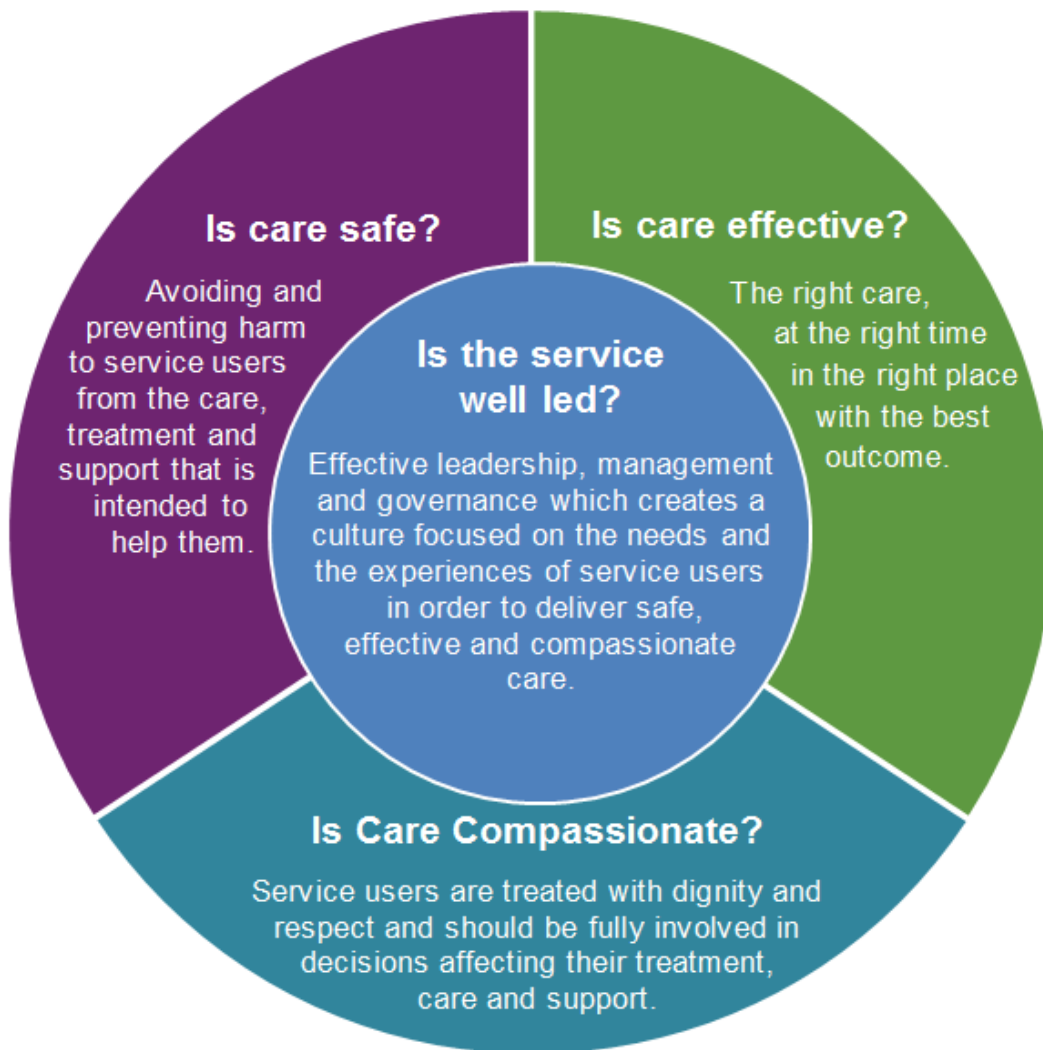 Is care safe?
Avoiding and
preventing harm
to service users
from the care,
treatment and
support that is
intended to
help them.
Is care effective?
The right care,
at the right time
in the right place
with the best
outcome.
Is the service
well led?
Effective leadership, management
and governance which creates a
culture focused on the needs and
the experiences of service users
in order to deliver safe,
effective and compassionate
care.
Is Care Compassionate?
Service users are treated with dignity and
respect and should be fully involved in
decisions affecting their treatment,
care and support.